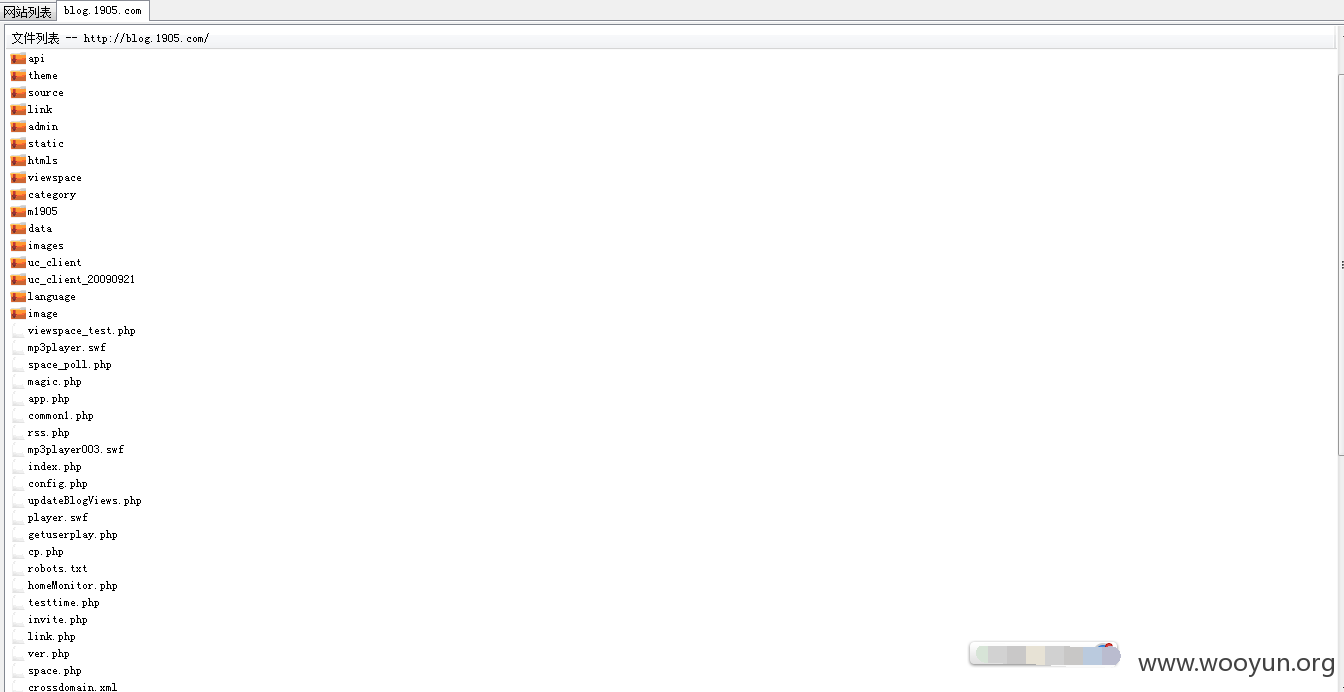 网站列表 blog.1905.com
文件列表 -- http://blog.1905.com/
api
theme
source
link
admin
static
htmls
viewspace
category
m1905
data
images
uc_client
uc_client_20090921
language
image
viewspace_test.php
mp3player.swf
space_poll.php
magic.php
app.php
common1.php
rss.php
mp3player003.swf
index.php
config.php
updateBlogViews.php
player.swf
getuserplay.php
cp.php
robots.txt
homeMonitor.php
testtime.php
invite.php
link.php
ver.php
space.php
crossdomain.xml
www.wooyun.org